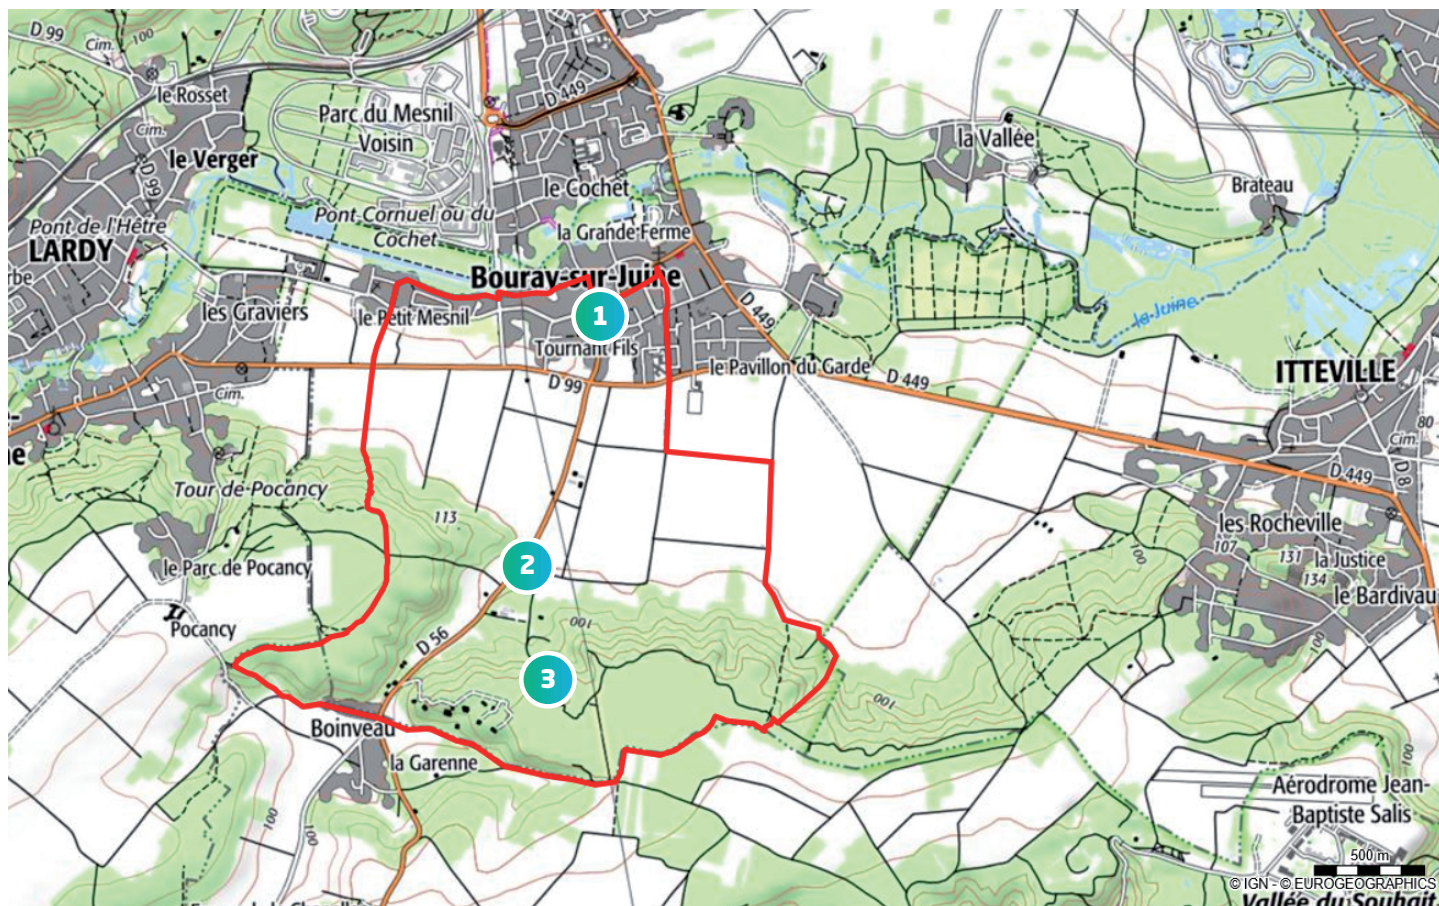 D 99
Cim.
100
le Rosset
Parc du Mesnil
Voisin
D 449
Cim.
le Verger
D 99
la Vallée
le Cochet
Brateau
Pont de l'Hêtre
LARDY
Pont Cornuel ou du
Cochet
la Grande Ferme
Bouray-sur-Juine
la Juine
les Graviers
le Petit Mesnil
1
D 449
Tournant Fils
le Pavillon du Garde
D 449
ITTEVILLE
D 99
Cim.
80
Cim.
D 8
D 449
Tour de Pocancy
113
les Rocheville
107
131
la Justice
134
100
le Bardivau
le Parc de Pocancy
2
Pocancy
D 56
100
100
3
100
Boinveau
la Garenne
100
100
100
Aérodrome Jean-
Baptiste Salis
500 m
© IGN - © EUROGEOGRAPHICS
Vallée du Souhait